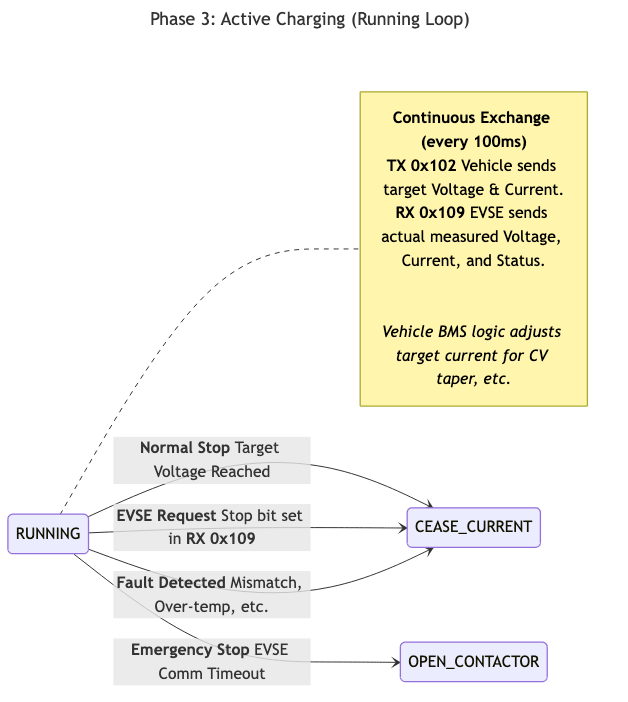 Phase 3: Active Charging (Running Loop)
Continuous Exchange
(every 100ms)
TX 0x102 Vehicle sends
target Voltage & Current.
RX 0x109 EVSE sends
actual measured Voltage,
Current, and Status.
Vehicle BMS logic adjusts
target current for CV
taper, etc.
Normal Stop Target
Voltage Reached
RUNNING
EVSE Request Stop bit set
in RX 0x109
CEASE_CURRENT
Fault Detected Mismatch,
Over-temp, etc.
Emergency Stop EVSE
Comm Timeout
OPEN_CONTACTOR